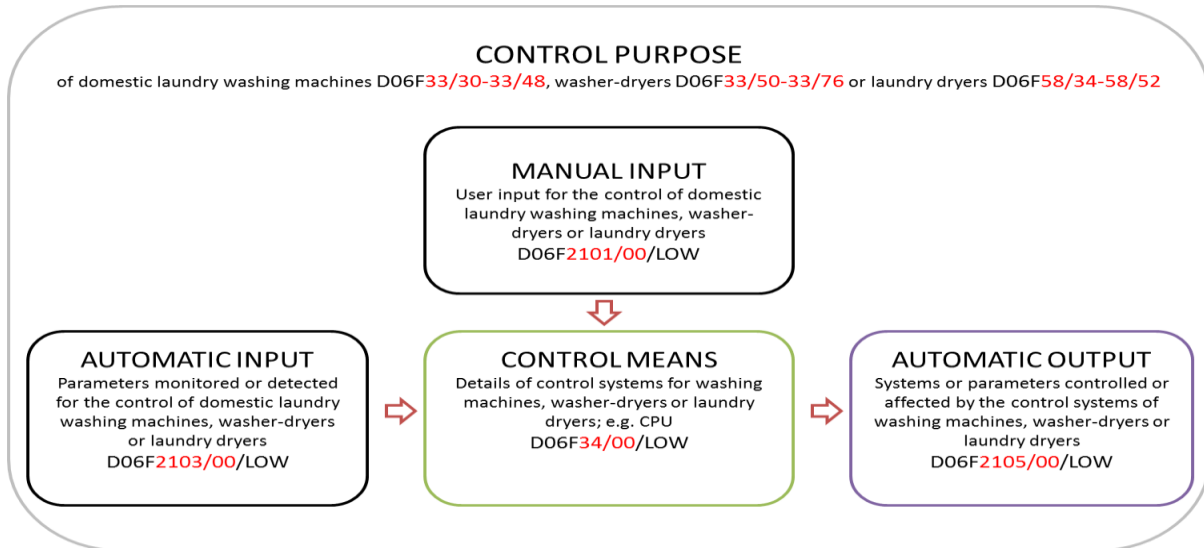 CONTROL PURPOSE
of domestic laundry washing machines D06F33/30-33/48, washer-dryers D06F33/50-33/76 or laundry dryers D06F58/34-58/52
MANUAL INPUT
User input for the control of domestic
laundry washing machines, washer-
dryers or laundry dryers
D06F2101/00/LOW
AUTOMATIC INPUT
Parameters monitored or detected
for the control of domestic laundry
washing machines, washer-dryers
or laundry dryers
D06F2103/00/LOW
CONTROL MEANS
Details of control systems for washing
machines, washer-dryers or laundry
dryers; e.g. CPU
D06F34/00/LOW
AUTOMATIC OUTPUT
Systems or parameters controlled or
affected by the control systems of
washing machines, washer-dryers or
laundry dryers
D06F2105/00/LOW